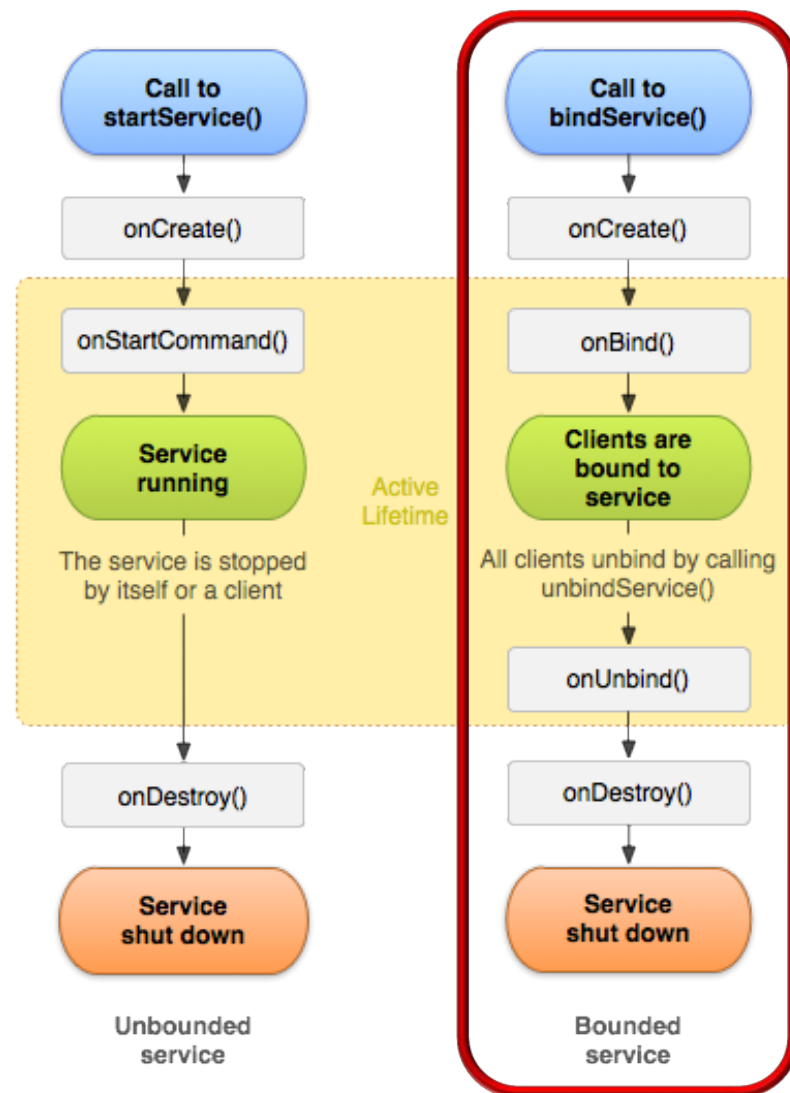 Call to
startService()
onCreate()
onStartCommand()
Service
running
The service is stopped
by itself or a client
onDestroy()
Service
shut down
Unbounded
service
Active
Lifetime
Call to
bindService()
onCreate()
onBind()
Clients are
bound to
service
All clients unbind by calling
unbindService()
onUnbind()
onDestroy()
Service
shut down
Bounded
service